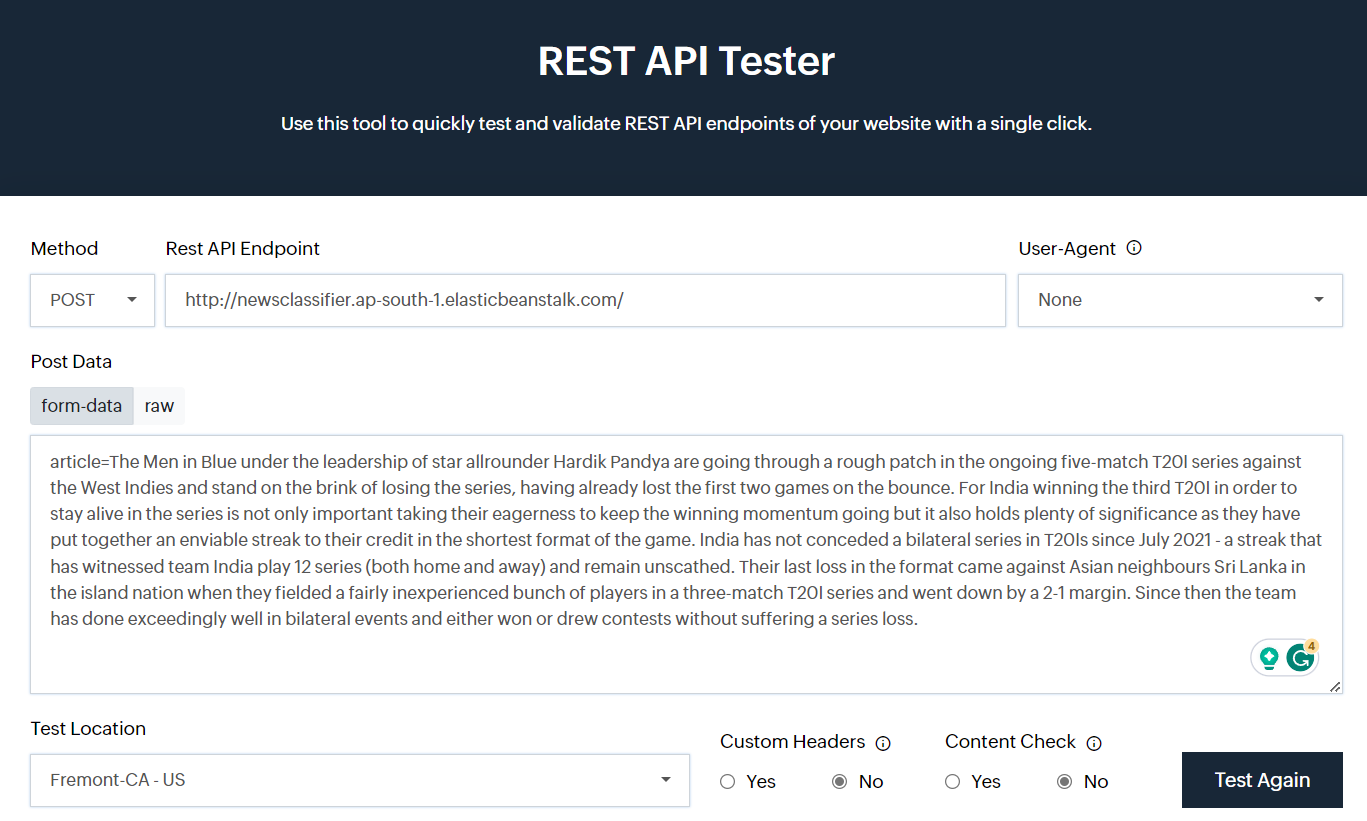 REST API Tester
Use this tool to quickly test and validate REST API endpoints of your website with a single click.
Method
Rest API Endpoint
User-Agent
POST
http://newsclassifier.ap-south-1.elasticbeanstalk.com/
None
Post Data
form-data
raw
article=The Men in Blue under the leadership of star allrounder Hardik Pandya are going through a rough patch in the ongoing five-match T20I series against
the West Indies and stand on the brink of losing the series, having already lost the first two games on the bounce. For India winning the third T20I in order to
stay alive in the series is not only important taking their eagerness to keep the winning momentum going but it also holds plenty of significance as they have
put together an enviable streak to their credit in the shortest format of the game. India has not conceded a bilateral series in T20Is since July 2021 - a streak that
has witnessed team India play 12 series (both home and away) and remain unscathed. Their last loss in the format came against Asian neighbours Sri Lanka in
the island nation when they fielded a fairly inexperienced bunch of players in a three-match T20I series and went down by a 2-1 margin. Since then the team
has done exceedingly well in bilateral events and either won or drew contests without suffering a series loss.
4
Test Location
Fremont-CA - US
Custom Headers
Yes
No
Content Check
Yes
No
Test Again